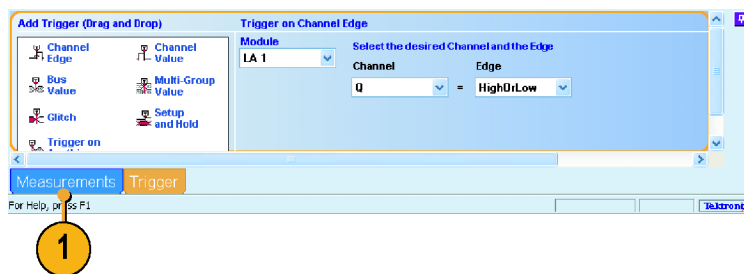 Add Trigger (Drag and Drop)
Trigger on Channel Edge
Channel Edge
Channel Value
Bus Value
Multi-Group Value
Glitch
Setup and Hold
Trigger on
Module
LA 1
Select the desired Channel and the Edge
Channel
Edge
Q
=
HighOrLow
Measurements
Trigger
For Help, press F1
Tektroni
1